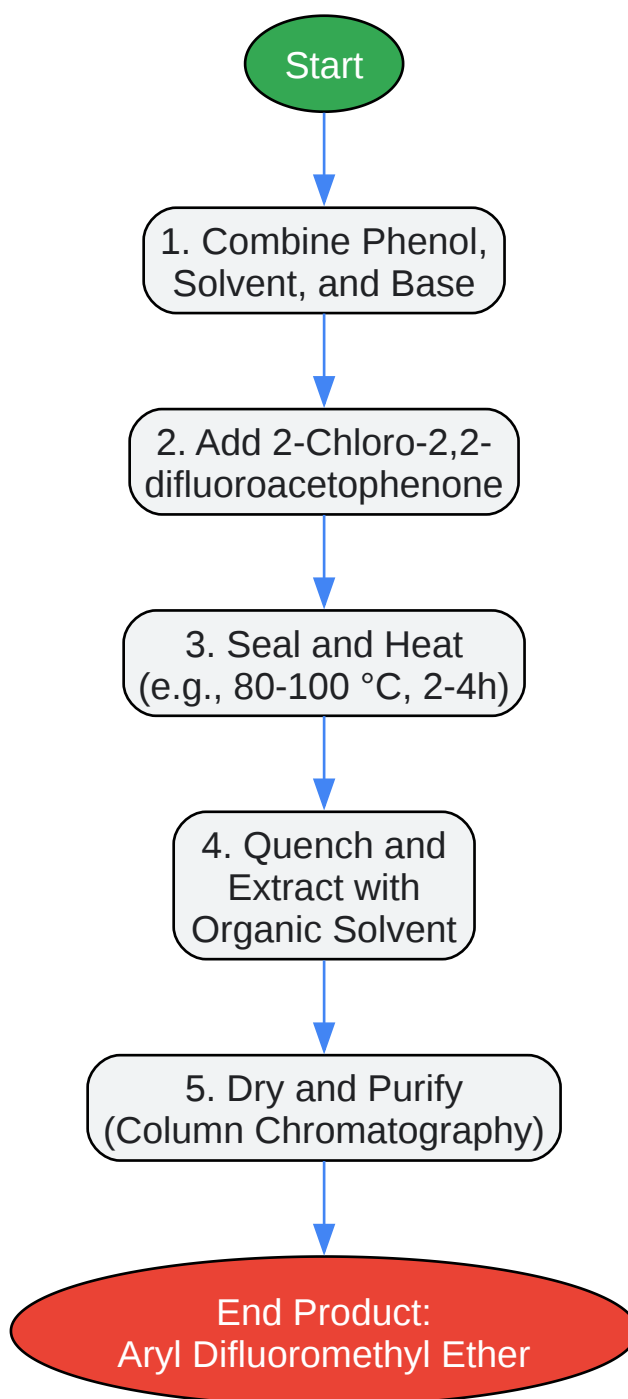 Start
1. Combine Phenol,
Solvent, and Base
2. Add 2-Chloro-2,2-
difluoroacetophenone
3. Seal and Heat
(e.g., 80-100 °C, 2-4h)
4. Quench and
Extract with
Organic Solvent
5. Dry and Purify
(Column Chromatography)
End Product:
Aryl Difluoromethyl Ether